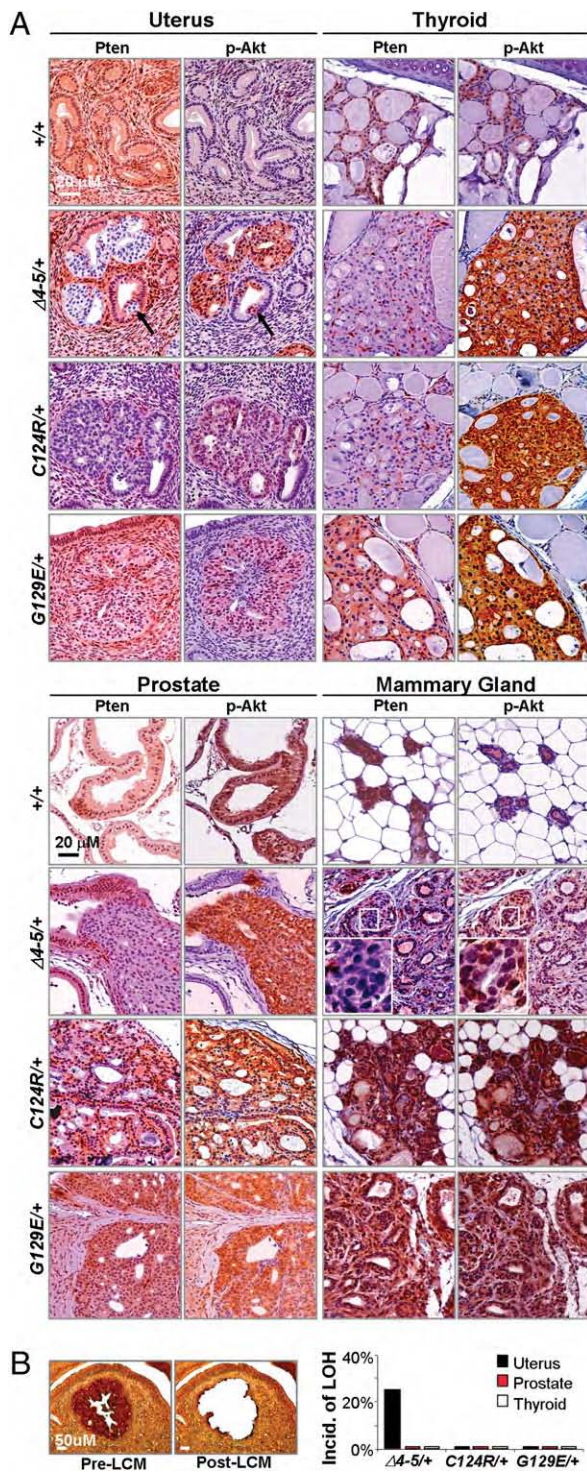 A
Uterus
Thyroid
Pten
p-Akt
Pten
p-Akt
+/+
20 µM
Δ4-5/+
C124R/+
G129E/+
Prostate
Mammary Gland
Pten
p-Akt
Pten
p-Akt
+/+
20 µM
Δ4-5/+
C124R/+
G129E/+
B
50uM
Pre-LCM
Post-LCM
Incid. of LOH
40%
20%
0%
Uterus
Prostate
Thyroid
Δ4-5/+
C124R/+
G129E/+